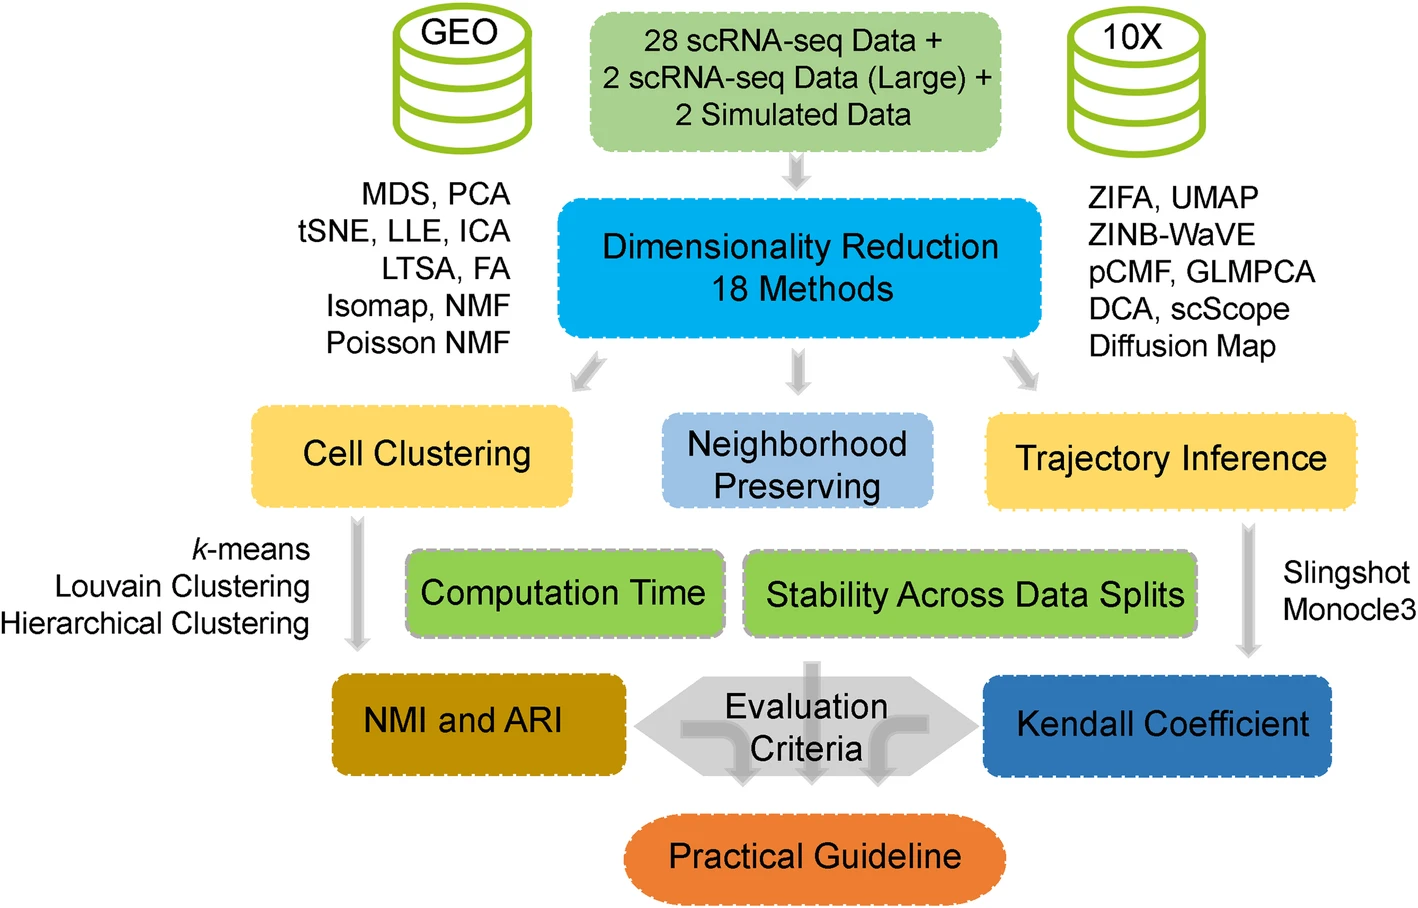 GEO
28 scRNA-seq Data +
2 scRNA-seq Data (Large) +
2 Simulated Data
10X
MDS, PCA
tSNE, LLE, ICA
LTSA, FA
Isomap, NMF
Poisson NMF
Dimensionality Reduction
18 Methods
ZIFA, UMAP
ZINB-WaVE
pCMF, GLMPCA
DCA, scScope
Diffusion Map
Cell Clustering
Neighborhood
Preserving
Trajectory Inference
k-means
Louvain Clustering
Hierarchical Clustering
Computation Time
Stability Across Data Splits
Slingshot
Monocle3
NMI and ARI
Evaluation
Criteria
Kendall Coefficient
Practical Guideline